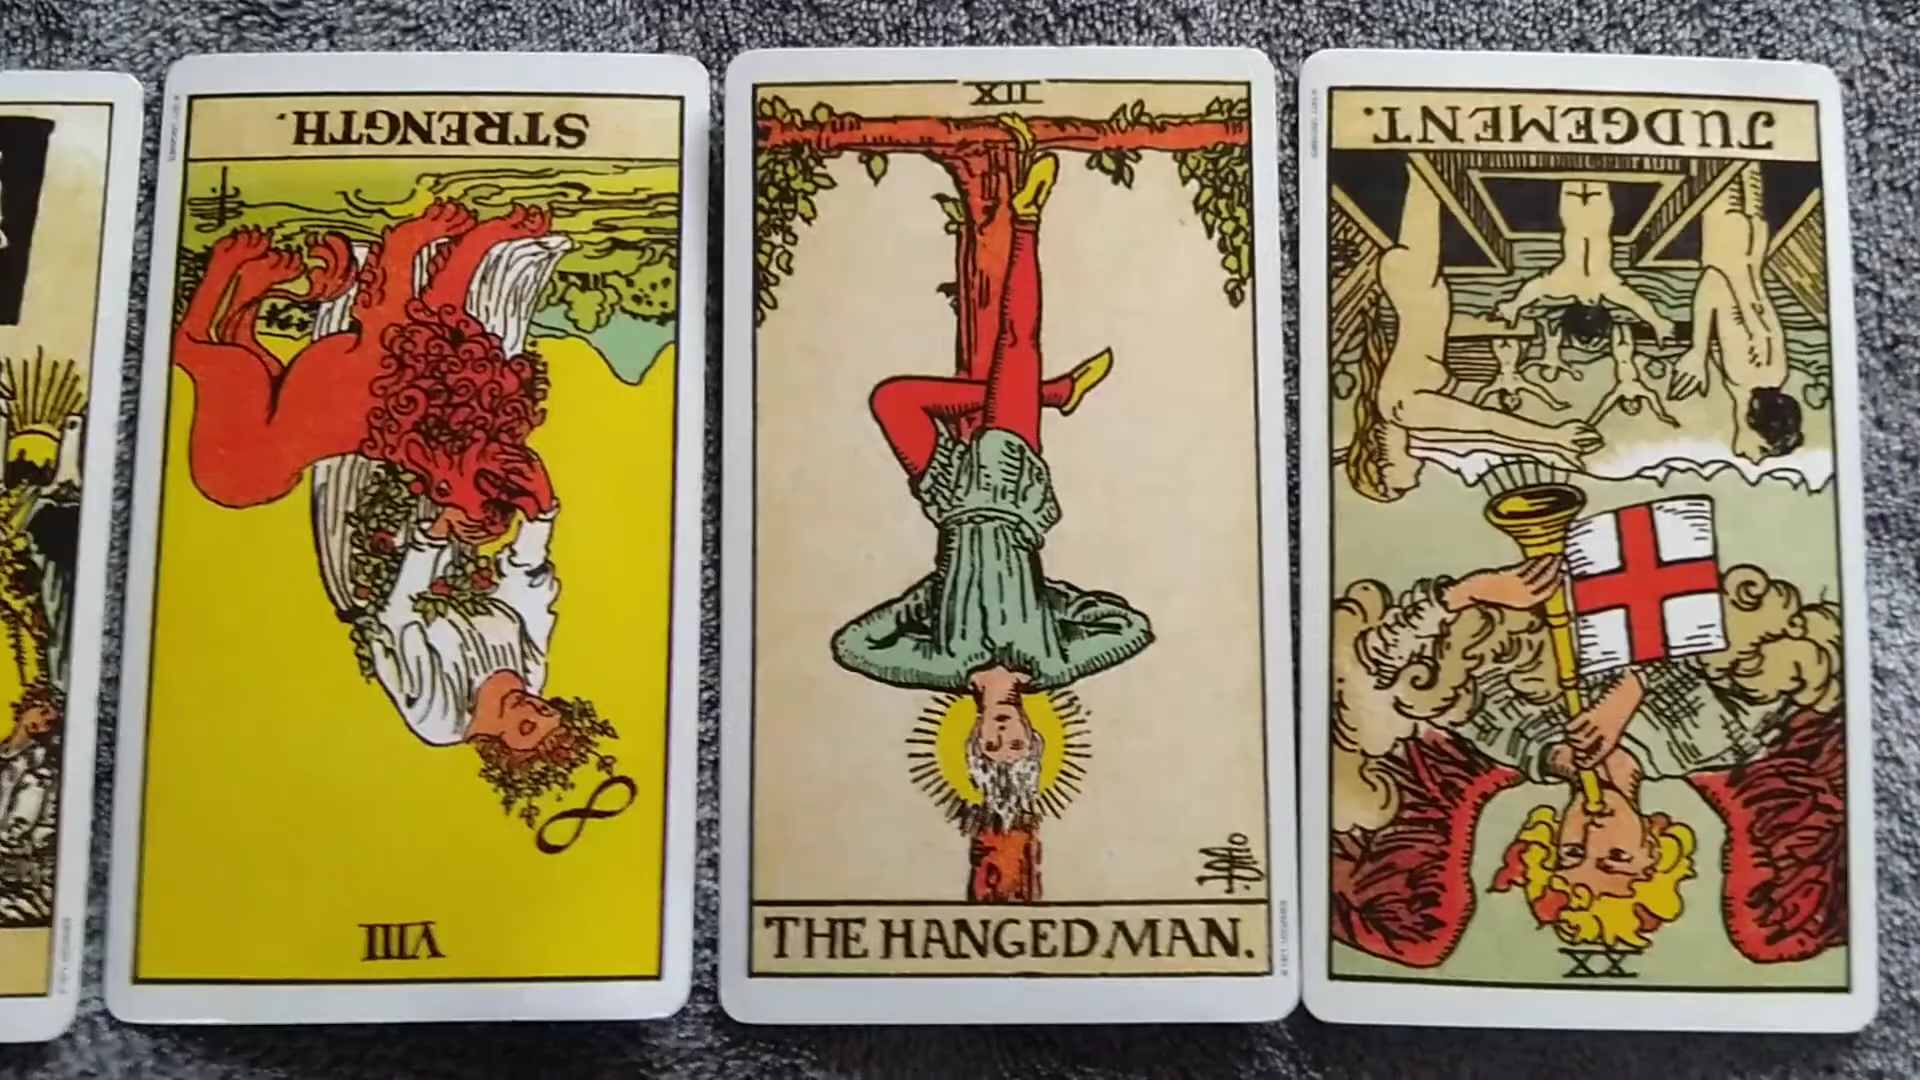 STRENGTH.
VIII
XII
THE HANGED MAN.
JUDGEMENT.
XX